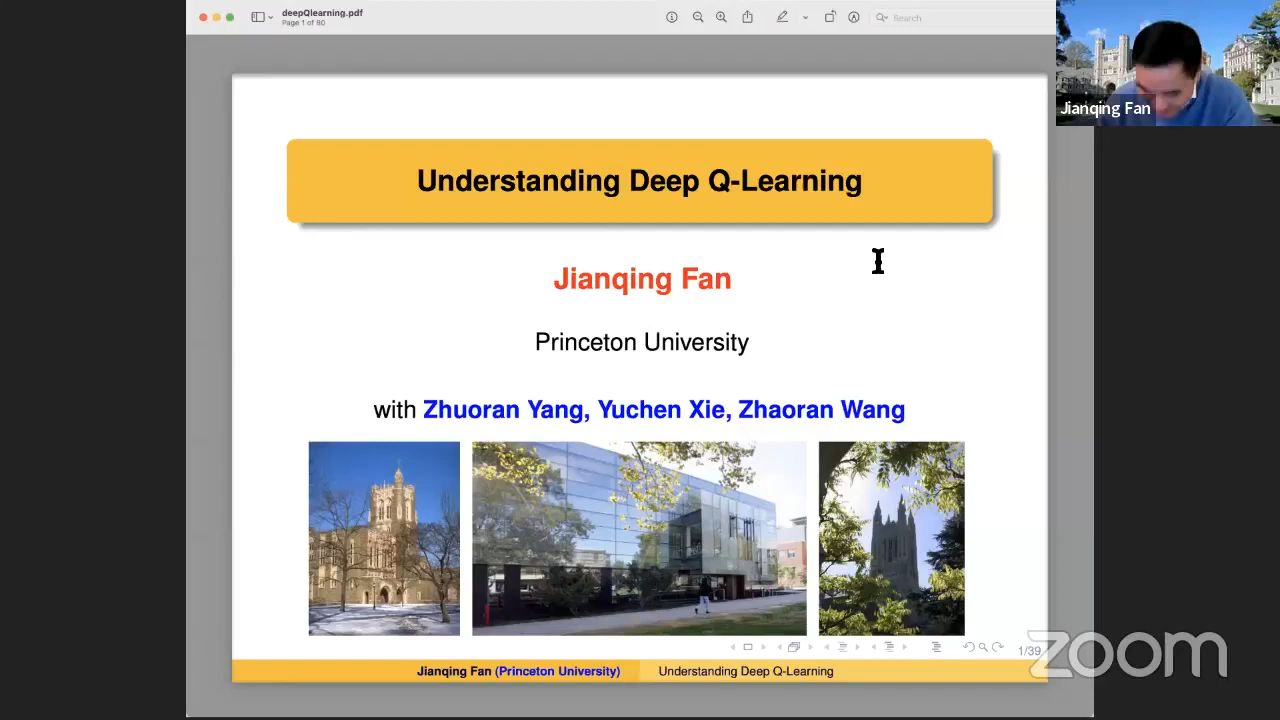 deepQlearning.pdf
Page 1 of 80
Search
Jianqing Fan
Understanding Deep Q-Learning
Jianqing Fan
Princeton University
with Zhuoran Yang, Yuchen Xie, Zhaoran Wang
1/39
Jianqing Fan (Princeton University) Understanding Deep Q-Learning
zoom